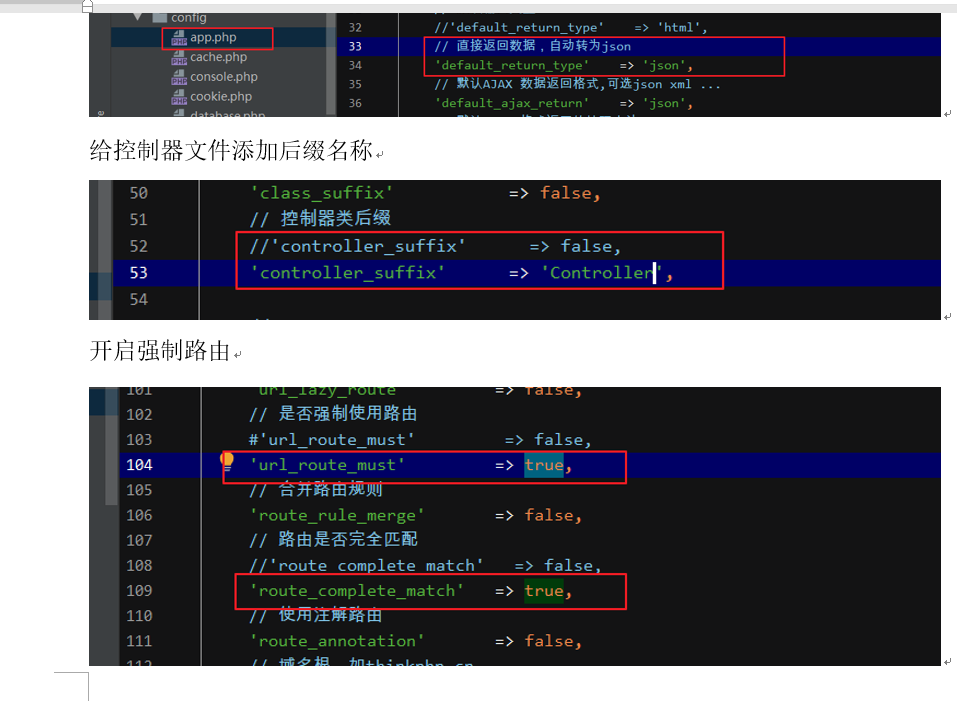 config
app.php
cache.php
console.php
cookie.php
database.php
32 //'default_return_type' => 'html',
33 // 直接返回数据，自动转为json
34 'default_return_type' => 'json',
35 // 默认AJAX 数据返回格式,可选json xml ...
36 'default_ajax_return' => 'json',
给控制器文件添加后缀名称
50 'class_suffix' => false,
51 // 控制器类后缀
52 //'controller_suffix' => false,
53 'controller_suffix' => 'Controller',
54
开启强制路由
101 'url_lazy_route' => false,
102 // 是否强制使用路由
103 #'url_route_must' => false,
104 'url_route_must' => true,
105 // 合并路由规则
106 'route_rule_merge' => false,
107 // 路由是否完全匹配
108 //'route_complete_match' => false,
109 'route_complete_match' => true,
110 // 使用注解路由
111 'route_annotation' => false,
112 // 域名根，如thinkphp.cn